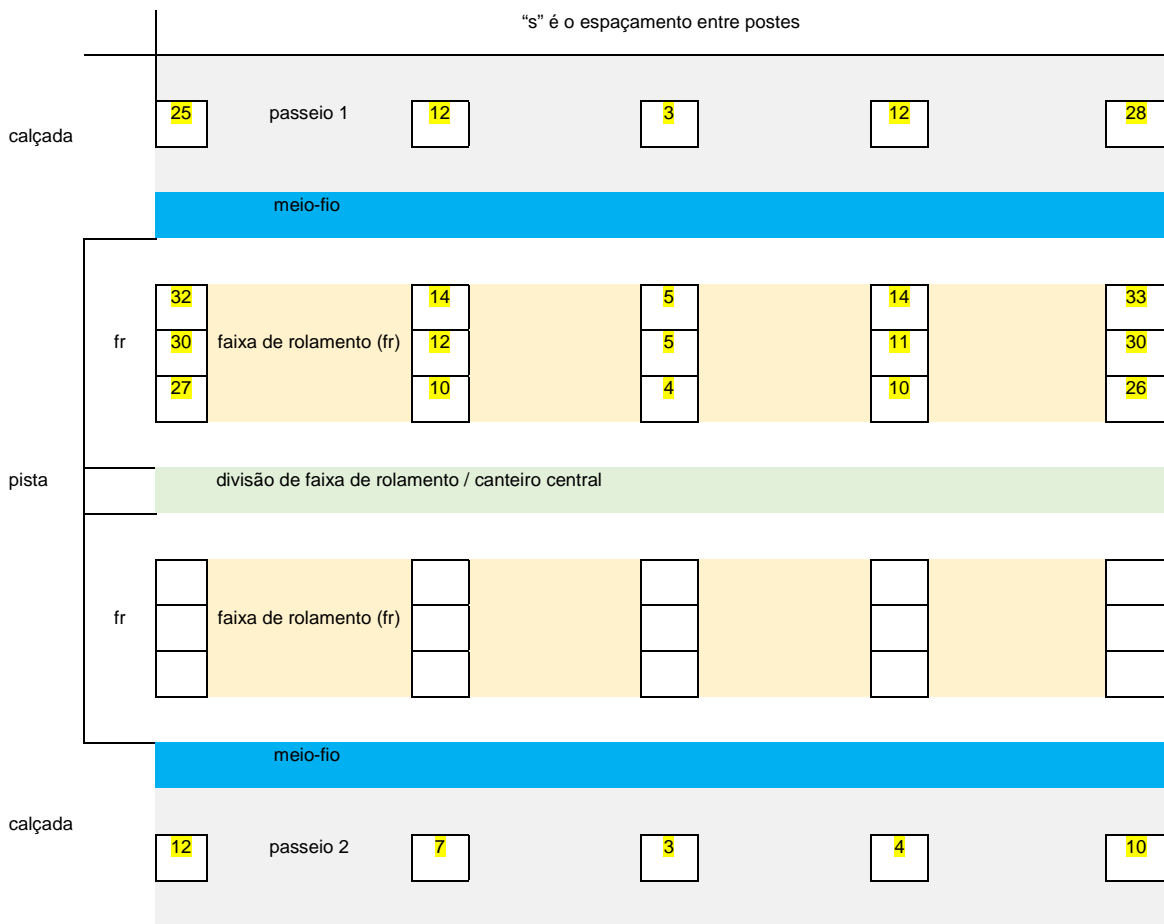 “s” é o espaçamento entre postes
25 passeio 1 12 3 12 28
calçada
meio-fio
32 14 5 14 33
fr 30 faixa de rolamento (fr) 12 5 11 30
27 10 4 10 26
pista divisão de faixa de rolamento / canteiro central
fr faixa de rolamento (fr)
meio-fio
calçada
12 passeio 2 7 3 4 10